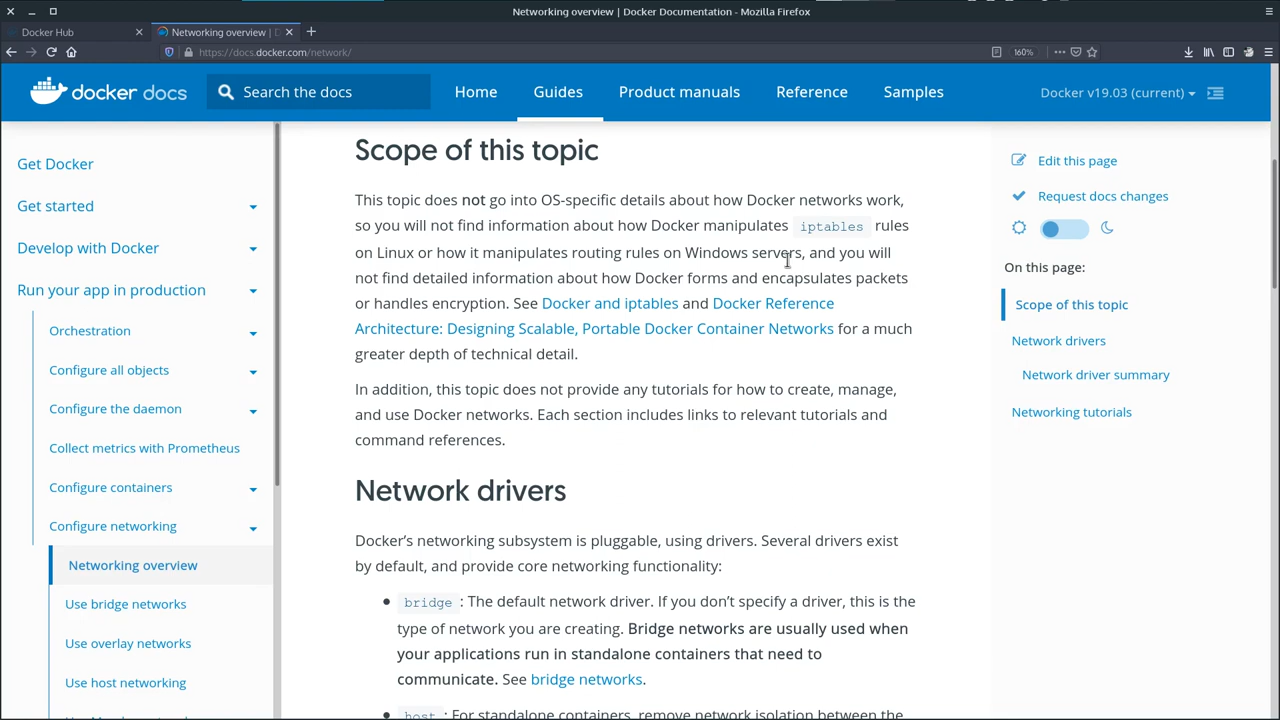 Networking overview | Docker Documentation - Mozilla Firefox
Docker Hub
Networking overview | D
https://docs.docker.com/network/
160%
docker docs
Search the docs
Home
Guides
Product manuals
Reference
Samples
Docker v19.03 (current)
Get Docker
Get started
Develop with Docker
Run your app in production
Orchestration
Configure all objects
Configure the daemon
Collect metrics with Prometheus
Configure containers
Configure networking
Networking overview
Use bridge networks
Use overlay networks
Use host networking
Scope of this topic
This topic does not go into OS-specific details about how Docker networks work,
so you will not find information about how Docker manipulates iptables rules
on Linux or how it manipulates routing rules on Windows servers, and you will
not find detailed information about how Docker forms and encapsulates packets
or handles encryption. See Docker and iptables and Docker Reference
Architecture: Designing Scalable, Portable Docker Container Networks for a much
greater depth of technical detail.
In addition, this topic does not provide any tutorials for how to create, manage,
and use Docker networks. Each section includes links to relevant tutorials and
command references.
Network drivers
Docker’s networking subsystem is pluggable, using drivers. Several drivers exist
by default, and provide core networking functionality:
bridge : The default network driver. If you don’t specify a driver, this is the
type of network you are creating. Bridge networks are usually used when
your applications run in standalone containers that need to
communicate. See bridge networks.
host : For standalone containers, remove network isolation between the
Edit this page
Request docs changes
On this page:
Scope of this topic
Network drivers
Network driver summary
Networking tutorials